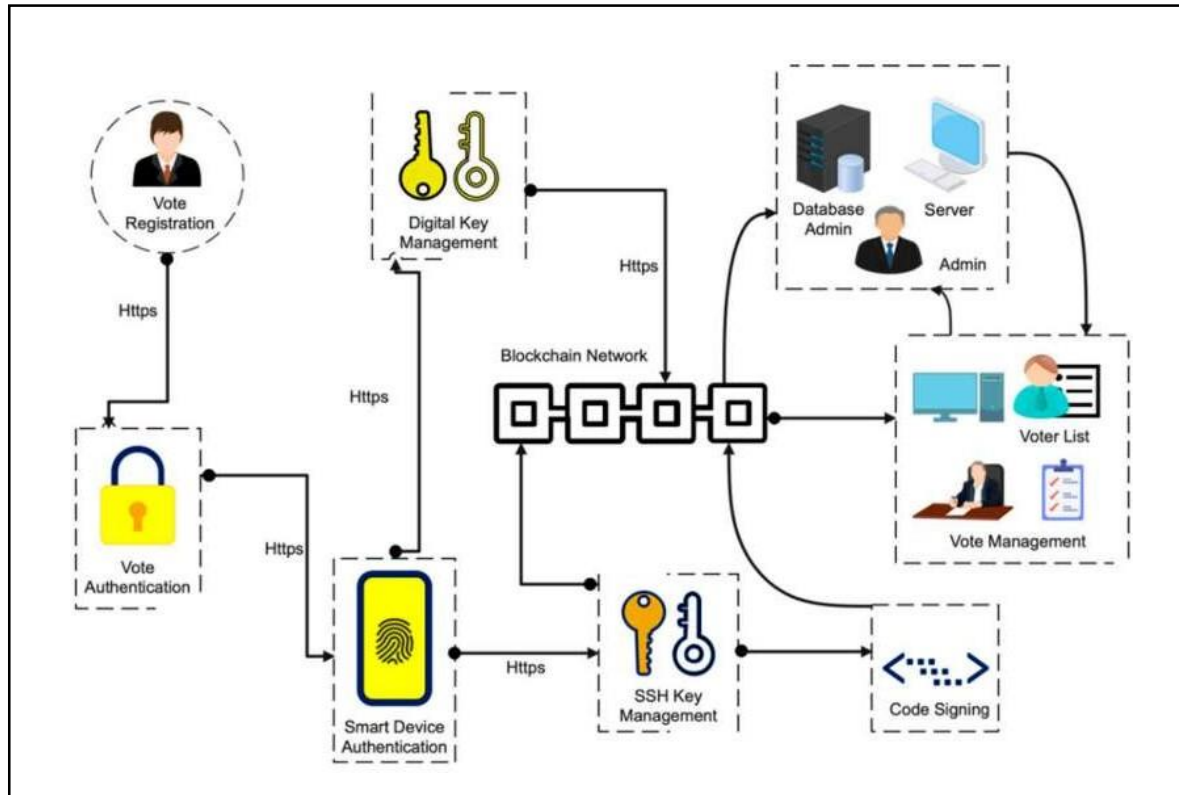 Vote
Registration
Https
Vote
Authentication
Https
Smart Device
Authentication
Https
Digital Key
Management
Https
Https
SSH Key
Management
Code Signing
Blockchain Network
Database
Admin
Server
Admin
Voter List
Vote Management